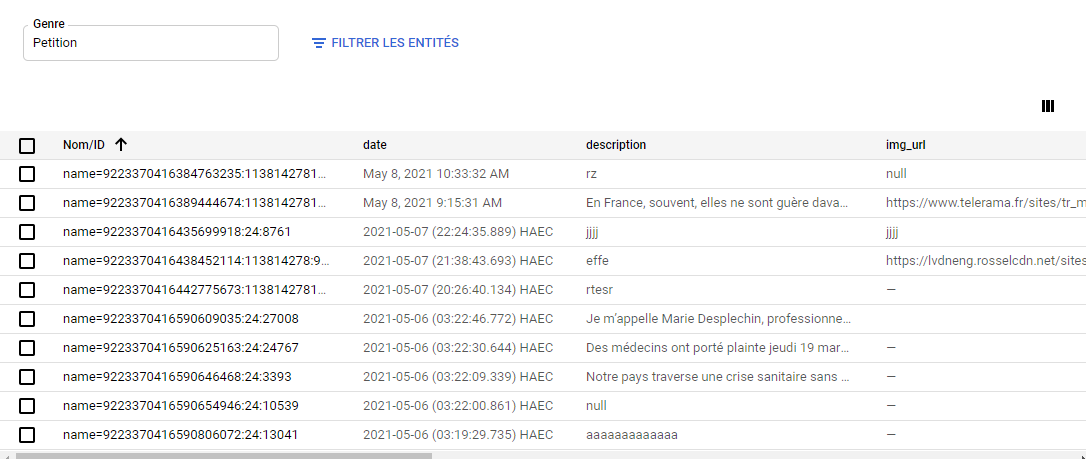 Genre
Petition
FILTRER LES ENTITÉS
Nom/ID date description img_url
name=9223370416384763235:1138142781... May 8, 2021 10:33:32 AM rz null
name=9223370416389444674:1138142781... May 8, 2021 9:15:31 AM En France, souvent, elles ne sont guère dava... https://www.telerama.fr/sites/tr_m
name=9223370416435699918:24:8761 2021-05-07 (22:24:35.889) HAEC jjjj jjjj
name=9223370416438452114:113814278:9... 2021-05-07 (21:38:43.693) HAEC effe https://lvdneng.rosselcdn.net/sites
name=9223370416442775673:1138142781... 2021-05-07 (20:26:40.134) HAEC rtesr —
name=9223370416590609035:24:27008 2021-05-06 (03:22:46.772) HAEC Je m'appelle Marie Desplechin, professionne...
name=9223370416590625163:24:24767 2021-05-06 (03:22:30.644) HAEC Des médecins ont porté plainte jeudi 19 mar... —
name=9223370416590646468:24:3393 2021-05-06 (03:22:09.339) HAEC Notre pays traverse une crise sanitaire sans ... —
name=9223370416590654946:24:10539 2021-05-06 (03:22:00.861) HAEC null —
name=9223370416590806072:24:13041 2021-05-06 (03:19:29.735) HAEC aaaaaaaaaaaaa —